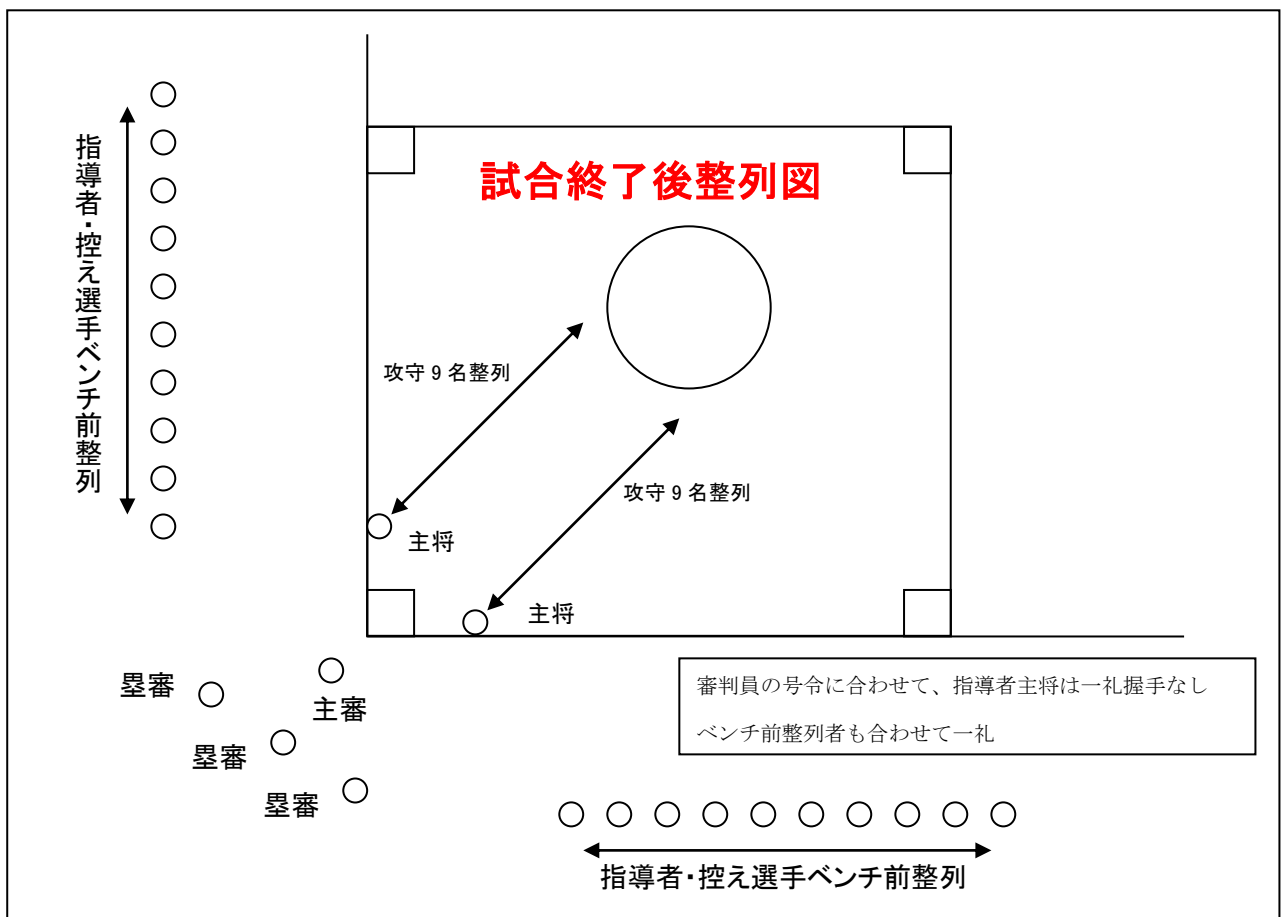 試合終了後整列図
指導者・控え選手ベンチ前整列
攻守 9 名整列
攻守 9 名整列
主将
主将
塁審
主審
塁審
塁審
審判員の号令に合わせて、指導者主将は一礼握手なし
ベンチ前整列者も合わせて一礼
指導者・控え選手ベンチ前整列